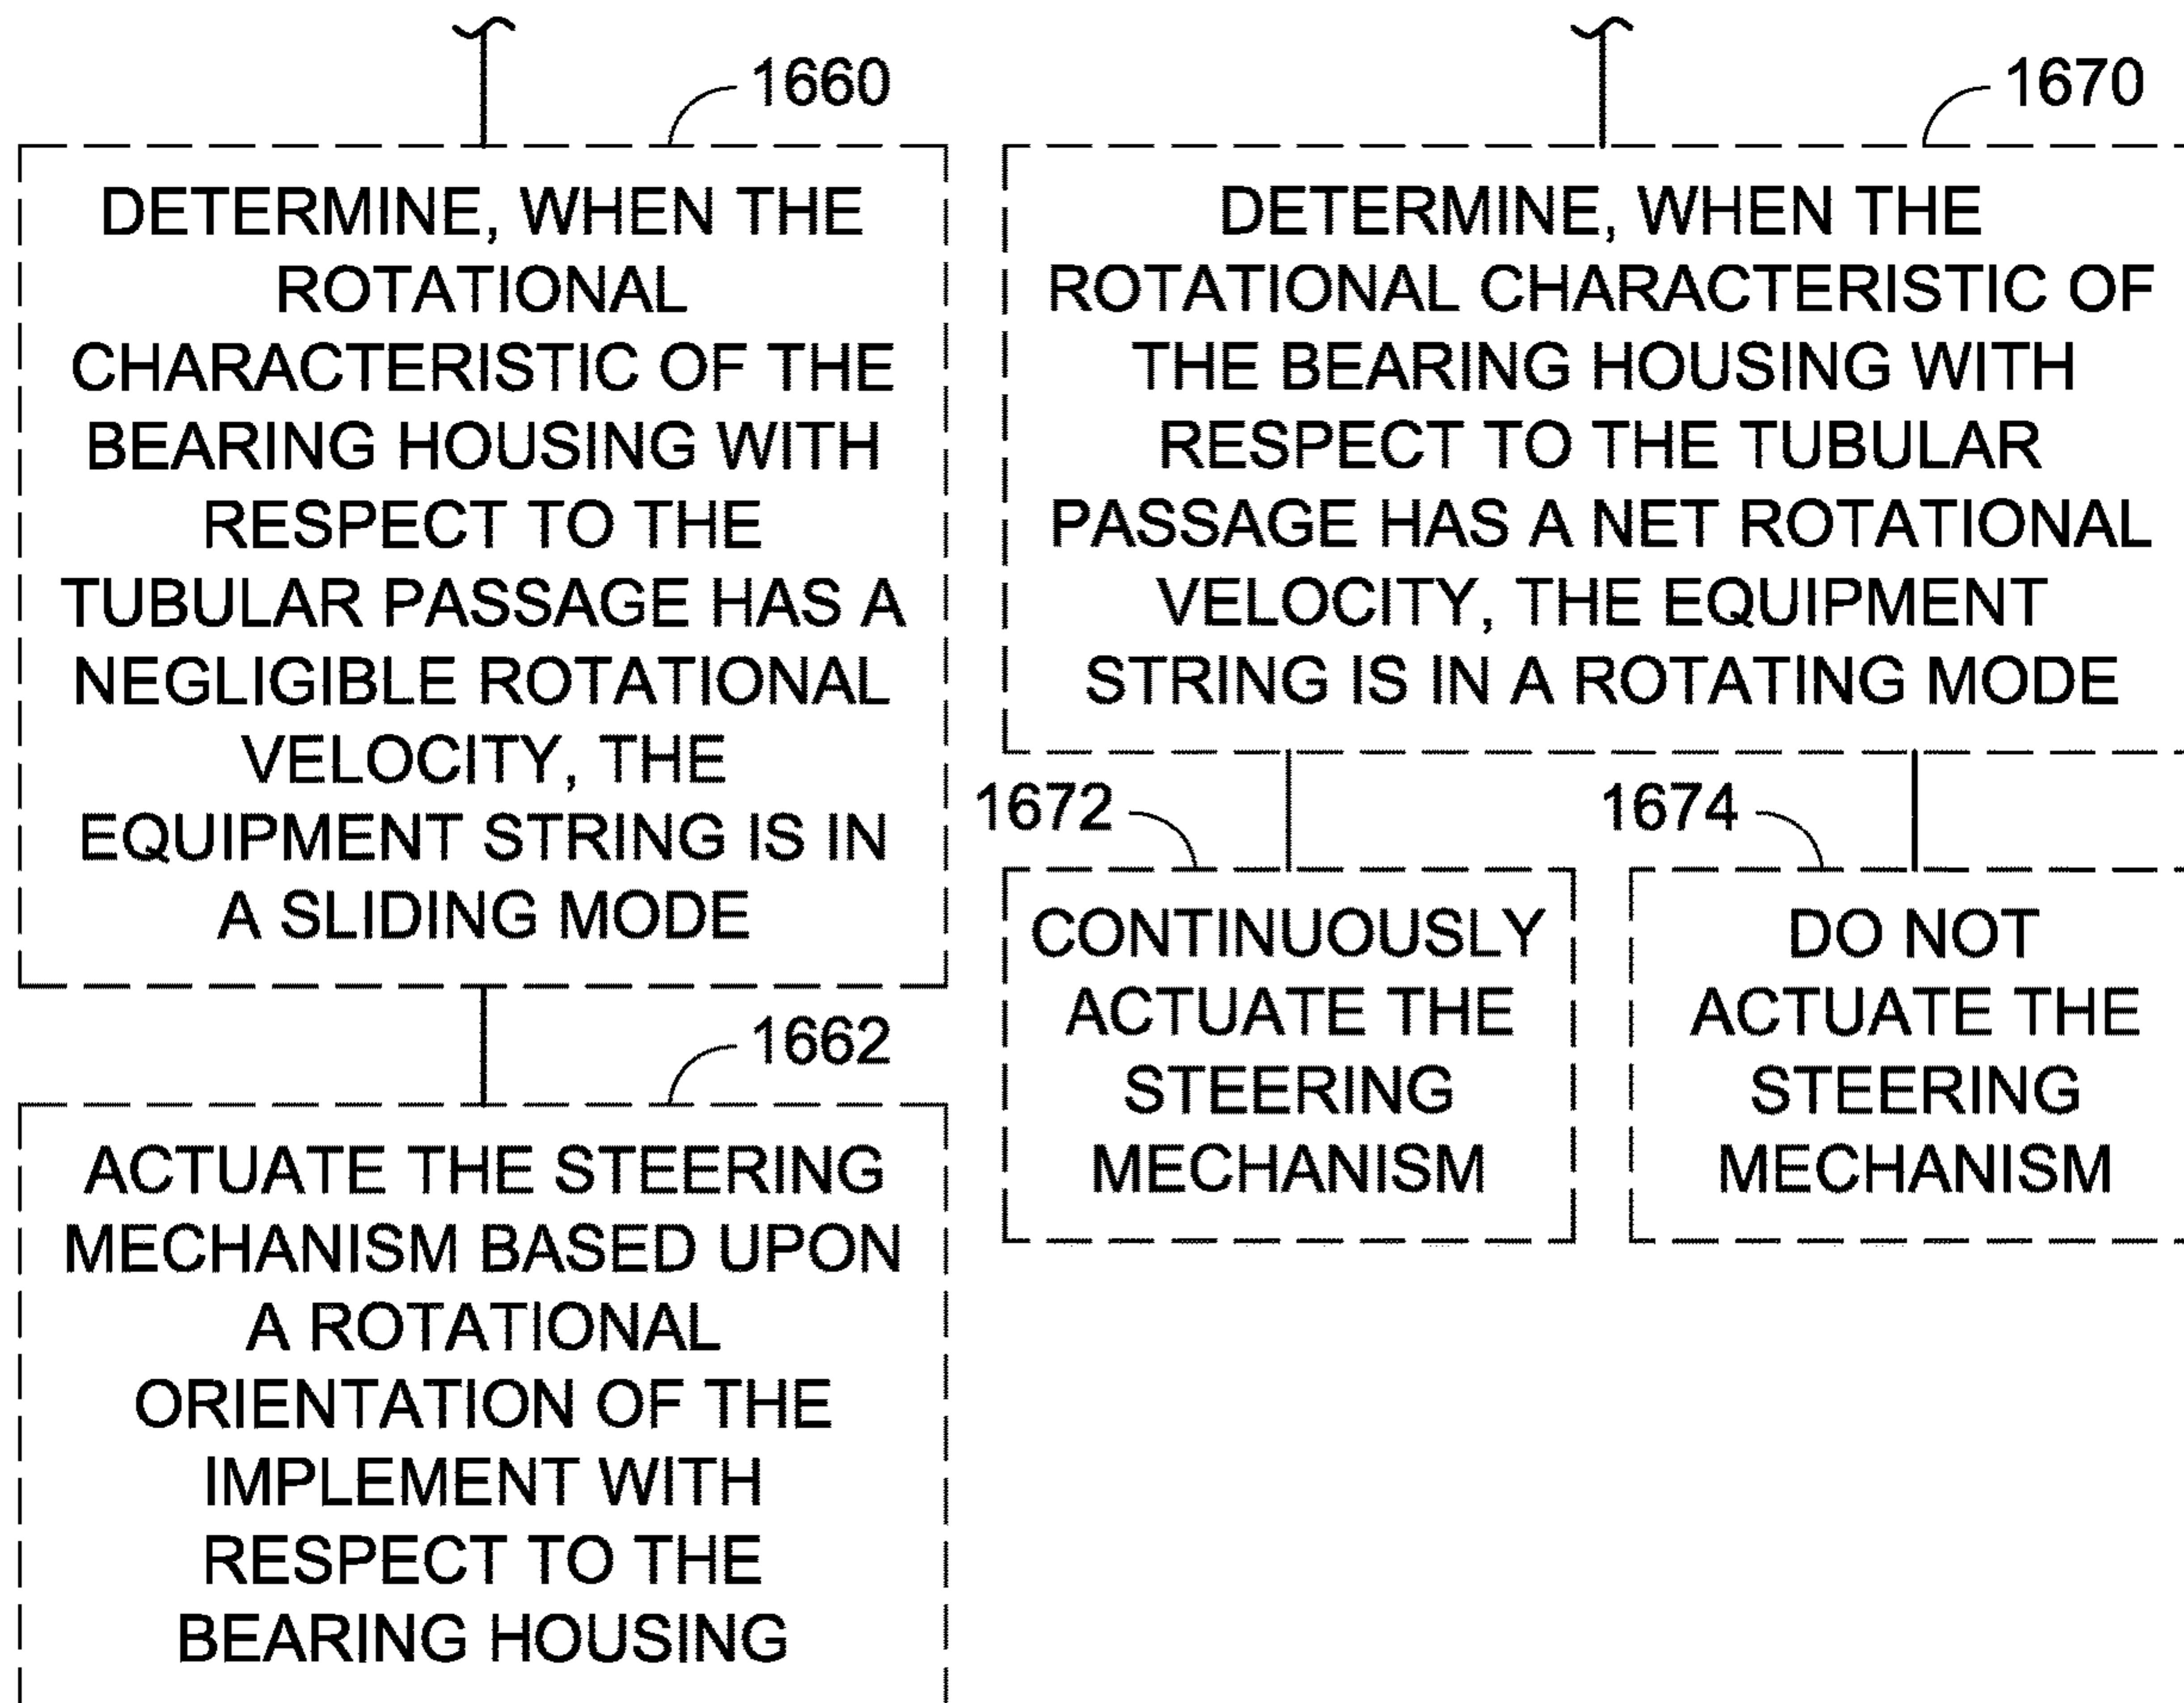 1660
DETERMINE, WHEN THE
ROTATIONAL
CHARACTERISTIC OF THE
BEARING HOUSING WITH
RESPECT TO THE
TUBULAR PASSAGE HAS A
NEGLIGIBLE ROTATIONAL
VELOCITY, THE
EQUIPMENT STRING IS IN
A SLIDING MODE
1662
ACTUATE THE STEERING
MECHANISM BASED UPON
A ROTATIONAL
ORIENTATION OF THE
IMPLEMENT WITH
RESPECT TO THE
BEARING HOUSING
1670
DETERMINE, WHEN THE
ROTATIONAL CHARACTERISTIC OF
THE BEARING HOUSING WITH
RESPECT TO THE TUBULAR
PASSAGE HAS A NET ROTATIONAL
VELOCITY, THE EQUIPMENT
STRING IS IN A ROTATING MODE
1672
CONTINUOUSLY
ACTUATE THE
STEERING
MECHANISM
1674
DO NOT
ACTUATE THE
STEERING
MECHANISM